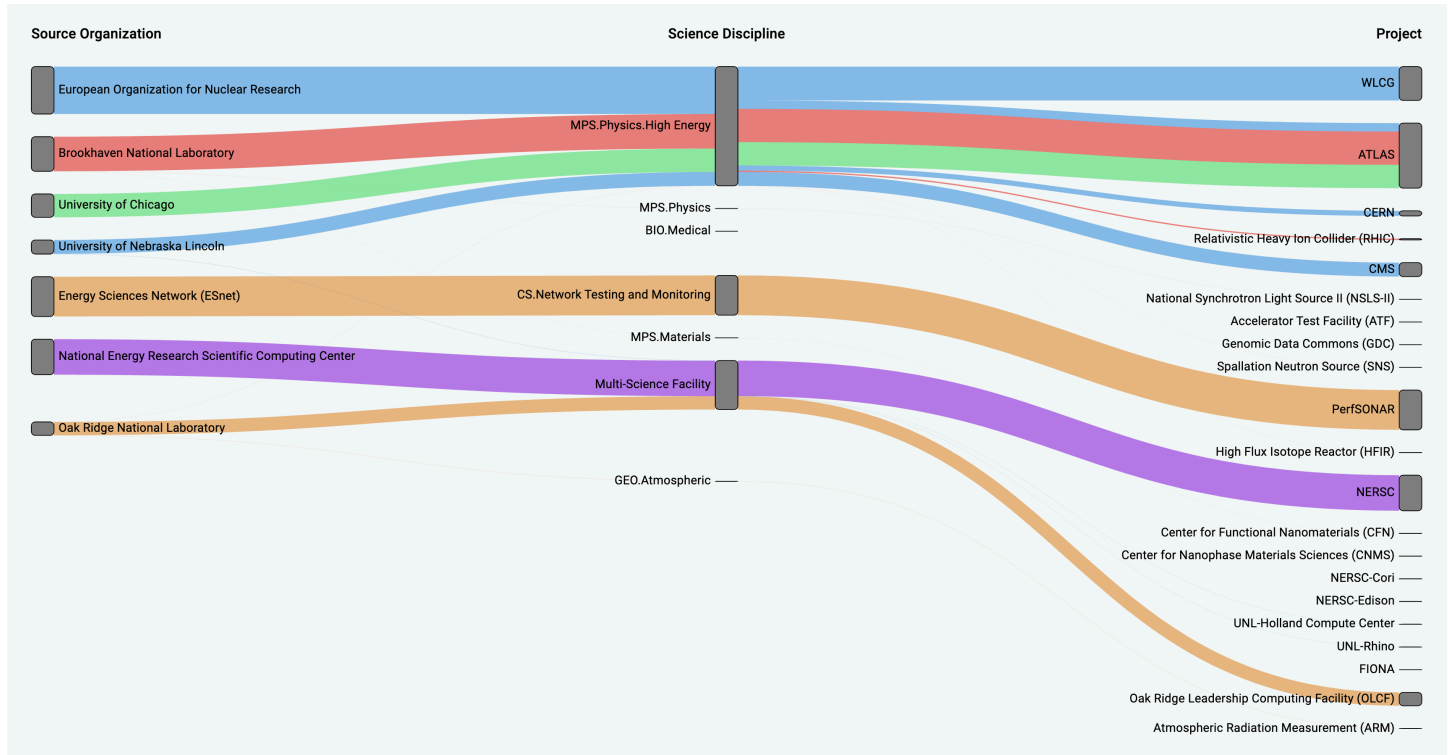 Source Organization
Science Discipline
Project
European Organization for Nuclear Research
Brookhaven National Laboratory
University of Chicago
University of Nebraska Lincoln
Energy Sciences Network (ESnet)
National Energy Research Scientific Computing Center
Oak Ridge National Laboratory
MPS.Physics.High Energy
MPS.Physics
BIO.Medical
CS.Network Testing and Monitoring
MPS.Materials
Multi-Science Facility
GEO.Atmospheric
WLCG
ATLAS
CERN
Relativistic Heavy Ion Collider (RHIC)
CMS
National Synchrotron Light Source II (NSLS-II)
Accelerator Test Facility (ATF)
Genomic Data Commons (GDC)
Spallation Neutron Source (SNS)
PerfSONAR
High Flux Isotope Reactor (HFIR)
NERSC
Center for Functional Nanomaterials (CFN)
Center for Nanophase Materials Sciences (CNMS)
NERSC-Cori
NERSC-Edison
UNL-Holland Compute Center
UNL-Rhino
FIONA
Oak Ridge Leadership Computing Facility (OLCF)
Atmospheric Radiation Measurement (ARM)